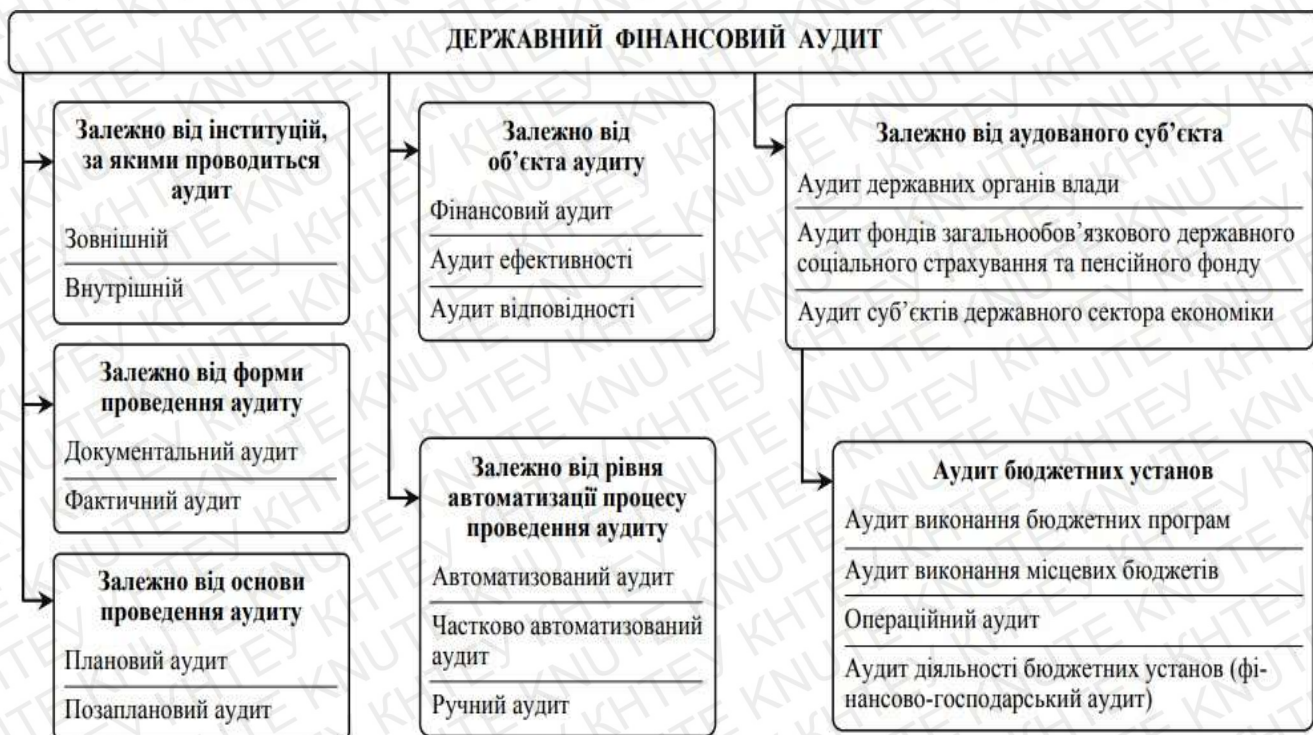 ДЕРЖАВНИЙ ФІНАНСОВИЙ АУДИТ
Залежно від інституцій,
за якими проводиться
аудит
Зовнішній
Внутрішній
Залежно від форми
проведення аудиту
Документальний аудит
Фактичний аудит
Залежно від основи
проведення аудиту
Плановий аудит
Позаплановий аудит
Залежно від
об’єкта аудиту
Фінансовий аудит
Аудит ефективності
Аудит відповідності
Залежно від рівня
автоматизації процесу
проведення аудиту
Автоматизований аудит
Частково автоматизований
аудит
Ручний аудит
Залежно від аудованого суб’єкта
Аудит державних органів влади
Аудит фондів загальнообов’язкового державного
соціального страхування та пенсійного фонду
Аудит суб’єктів державного сектора економіки
Аудит бюджетних установ
Аудит виконання бюджетних програм
Аудит виконання місцевих бюджетів
Операційний аудит
Аудит діяльності бюджетних установ (фі-
нансово-господарський аудит)